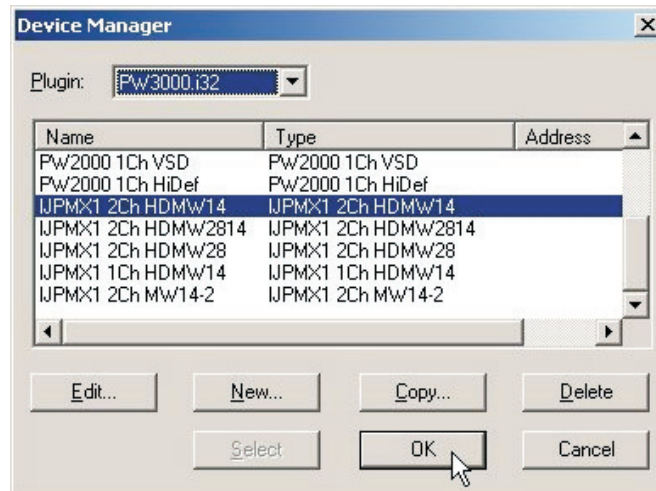 Device Manager
Plugin: PW3000.i32
Name Type Address
PW2000 1Ch VSD PW2000 1Ch VSD
PW2000 1Ch HiDef PW2000 1Ch HiDef
IJPMX1 2Ch HDMW14 IJPMX1 2Ch HDMW14
IJPMX1 2Ch HDMW2814 IJPMX1 2Ch HDMW2814
IJPMX1 2Ch HDMW28 IJPMX1 2Ch HDMW28
IJPMX1 1Ch HDMW14 IJPMX1 1Ch HDMW14
IJPMX1 2Ch MW14-2 IJPMX1 2Ch MW14-2
Edit... New... Copy... Delete
Select OK Cancel